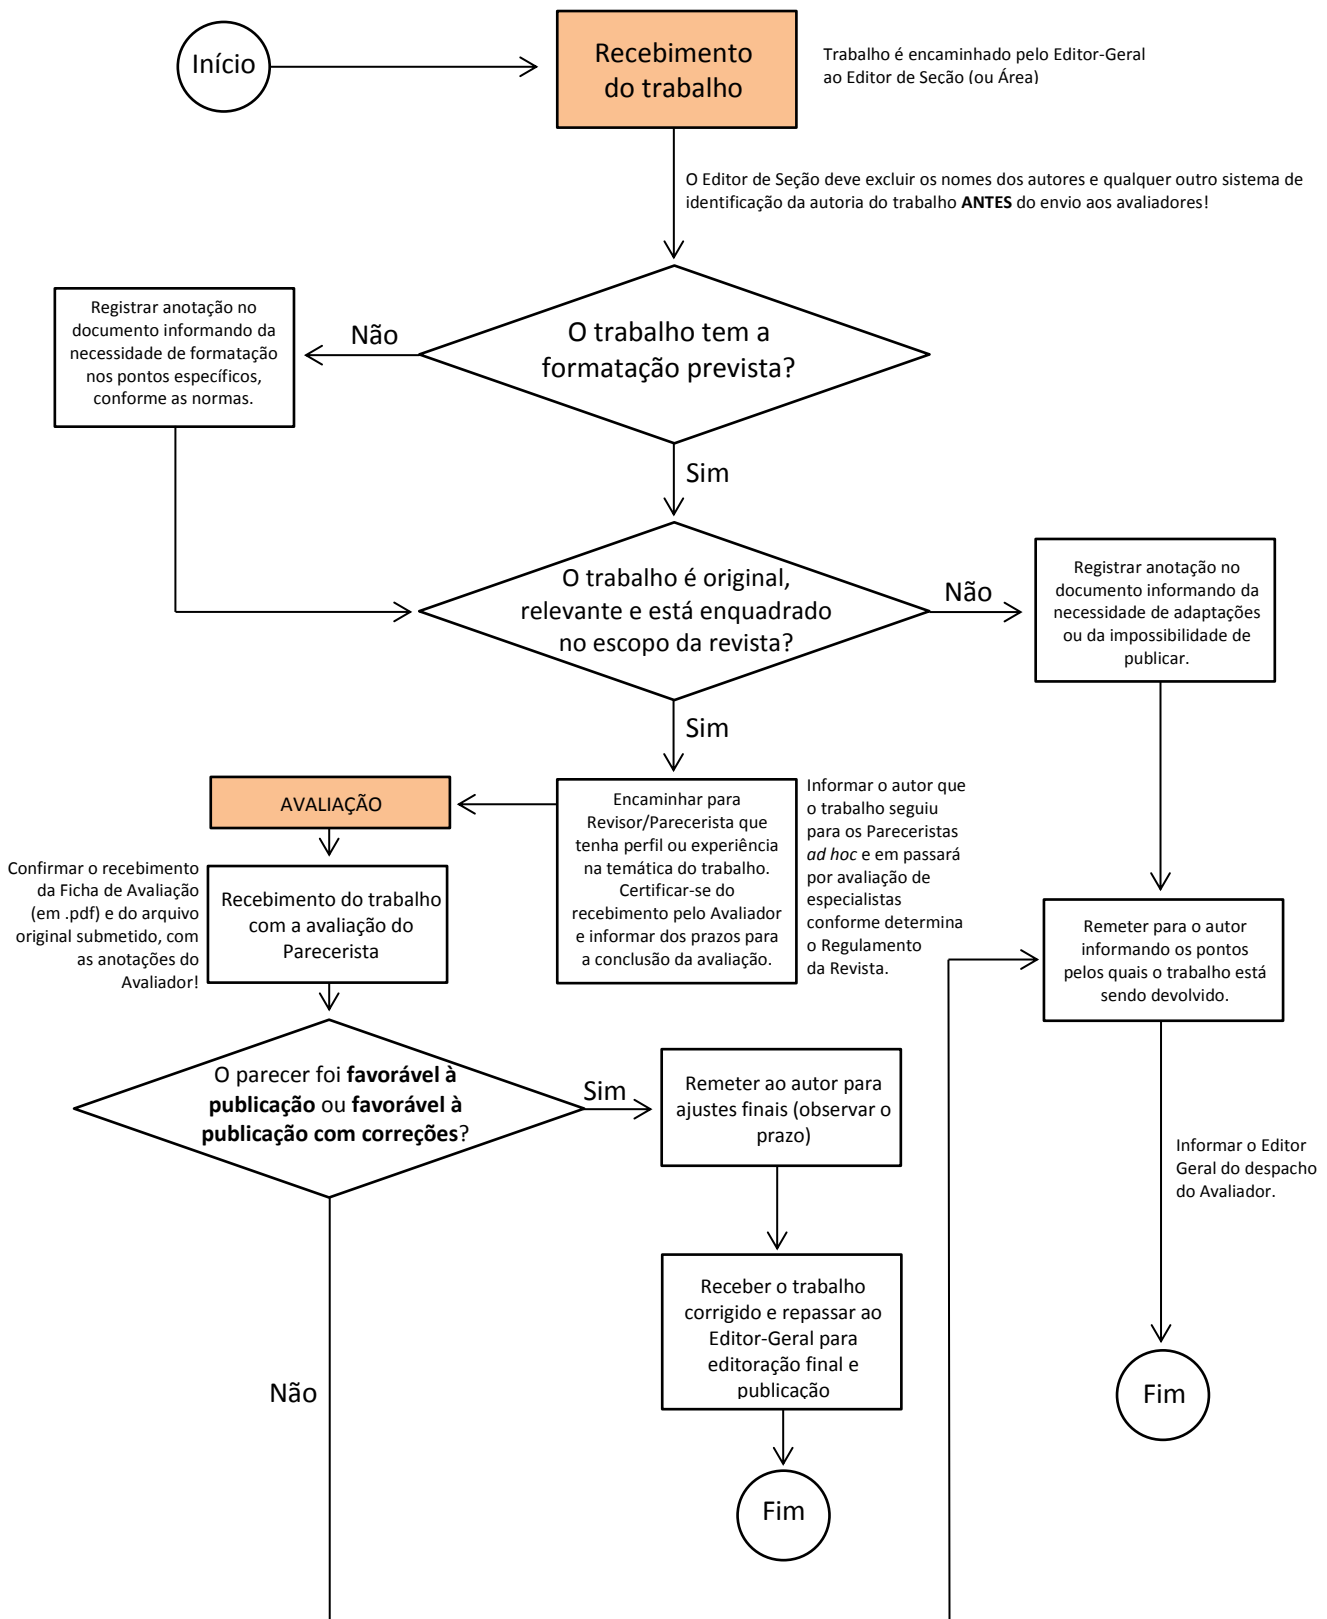 Início
Recebimento
do trabalho
Trabalho é encaminhado pelo Editor-Geral
ao Editor de Seção (ou Área)
O Editor de Seção deve excluir os nomes dos autores e qualquer outro sistema de
identificação da autoria do trabalho ANTES do envio aos avaliadores!
Registrar anotação no
documento informando da
necessidade de formatação
nos pontos específicos,
conforme as normas.
Não
O trabalho tem a
formatação prevista?
Sim
O trabalho é original,
relevante e está enquadrado
no escopo da revista?
Não
Registrar anotação no
documento informando da
necessidade de adaptações
ou da impossibilidade de
publicar.
Sim
AVALIAÇÃO
Encaminhar para
Revisor/Parecerista que
tenha perfil ou experiência
na temática do trabalho.
Certificar-se do
recebimento pelo Avaliador
e informar dos prazos para
a conclusão da avaliação.
Informar o autor que
o trabalho seguiu
para os Pareceristas
ad hoc e em passará
por avaliação de
especialistas
conforme determina
o Regulamento
da Revista.
Confirmar o recebimento
da Ficha de Avaliação
(em .pdf) e do arquivo
original submetido, com
as anotações do
Avaliador!
Recebimento do trabalho
com a avaliação do
Parecerista
Remeter para o autor
informando os pontos
pelos quais o trabalho está
sendo devolvido.
O parecer foi favorável à
publicação ou favorável à
publicação com correções?
Sim
Remeter ao autor para
ajustes finais (observar o
prazo)
Informar o Editor
Geral do despacho
do Avaliador.
Receber o trabalho
corrigido e repassar ao
Editor-Geral para
editoração final e
publicação
Não
Fim
Fim